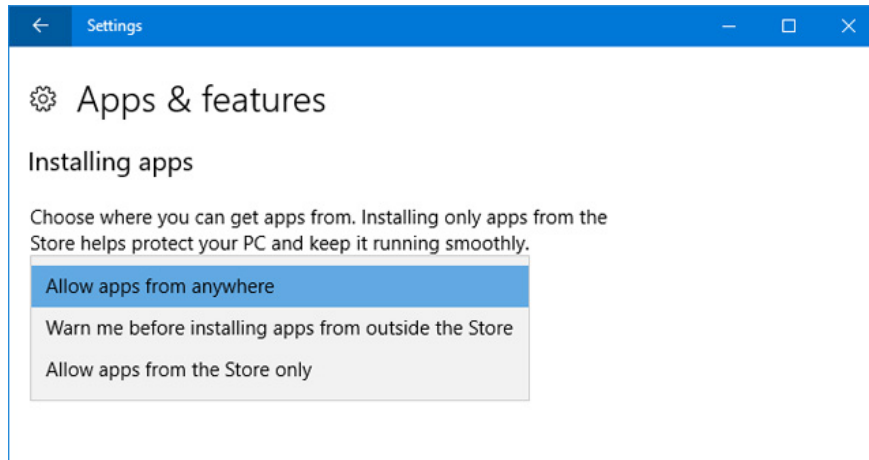 Settings
Apps & features
Installing apps
Choose where you can get apps from. Installing only apps from the
Store helps protect your PC and keep it running smoothly.
Allow apps from anywhere
Warn me before installing apps from outside the Store
Allow apps from the Store only